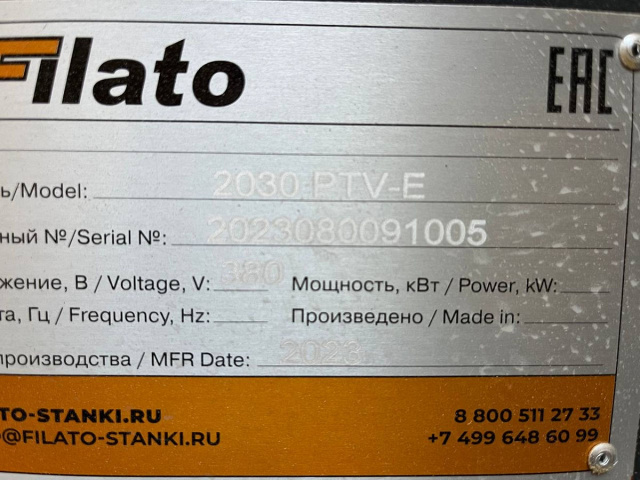 Filato EAC
ь/Model: 2030 PTV-E
ный №/Serial №: 2023080091005
жение, В / Voltage, V: 380 Мощность, кВт / Power, kW:
та, Гц / Frequency, Hz: Произведено / Made in:
производства / MFR Date: 2023
TO-STANKI.RU 8 800 511 27 33
@FILATO-STANKI.RU +7 499 648 60 99